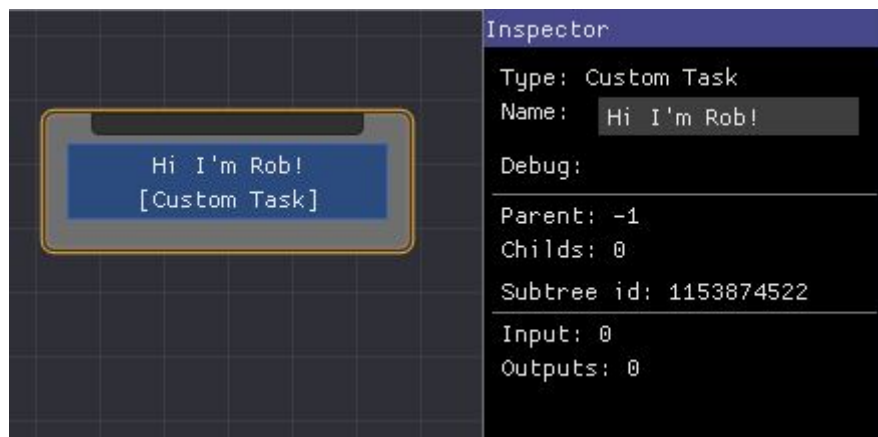 Hi I'm Rob!
[Custom Task]
Inspector
Type: Custom Task
Name: Hi I'm Rob!
Debug:
Parent: -1
Childs: 0
Subtree id: 1153874522
Input: 0
Outputs: 0